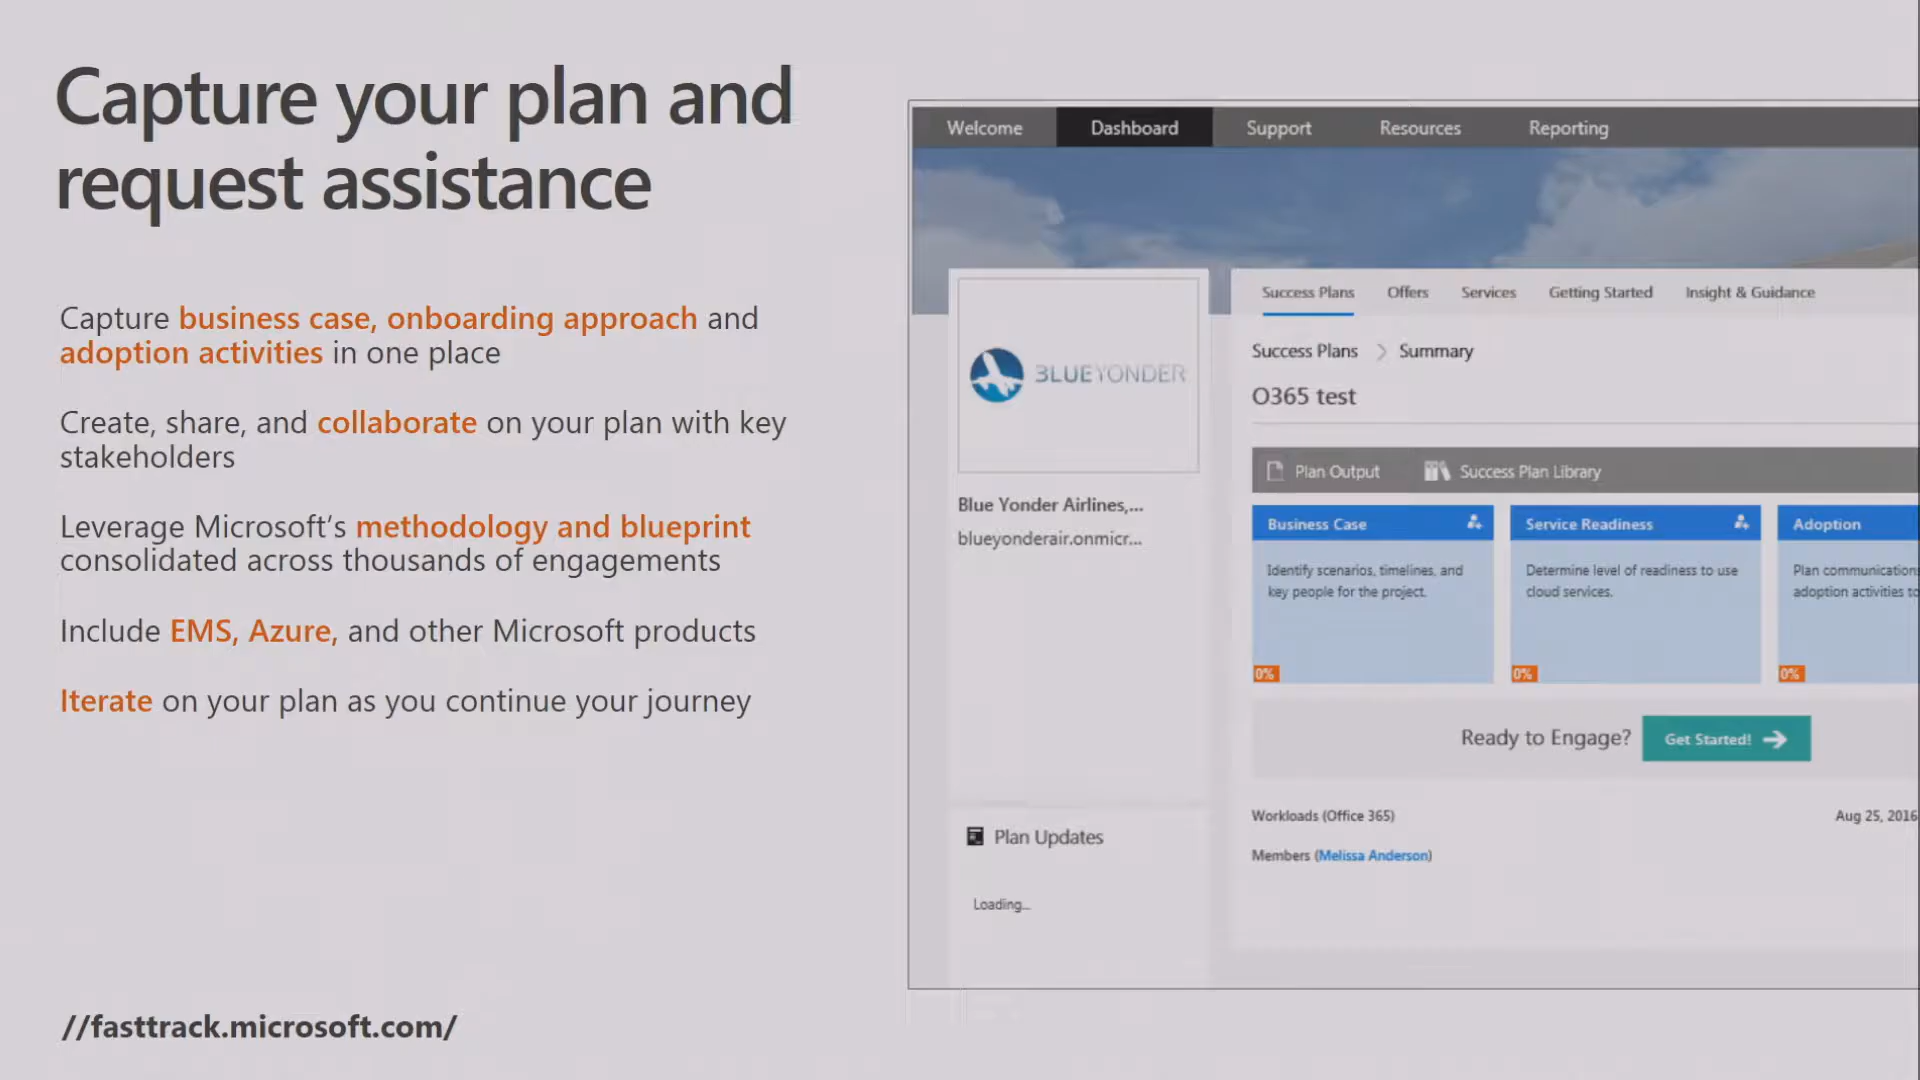 Capture your plan and
request assistance
Capture business case, onboarding approach and
adoption activities in one place
Create, share, and collaborate on your plan with key
stakeholders
Leverage Microsoft's methodology and blueprint
consolidated across thousands of engagements
Include EMS, Azure, and other Microsoft products
Iterate on your plan as you continue your journey
//fasttrack.microsoft.com/
Welcome Dashboard Support Resources Reporting
BLUEYONDER
Blue Yonder Airlines,...
blueyonderair.onmicr...
Plan Updates
Loading...
Success Plans Offers Services Getting Started Insight & Guidance
Success Plans > Summary
O365 test
Plan Output Success Plan Library
Business Case
Identify scenarios, timelines, and
key people for the project.
0%
Service Readiness
Determine level of readiness to use
cloud services.
0%
Adoption
Plan communications
adoption activities to
0%
Ready to Engage? Get Started!
Workloads (Office 365) Aug 25, 2016
Members (Melissa Anderson)